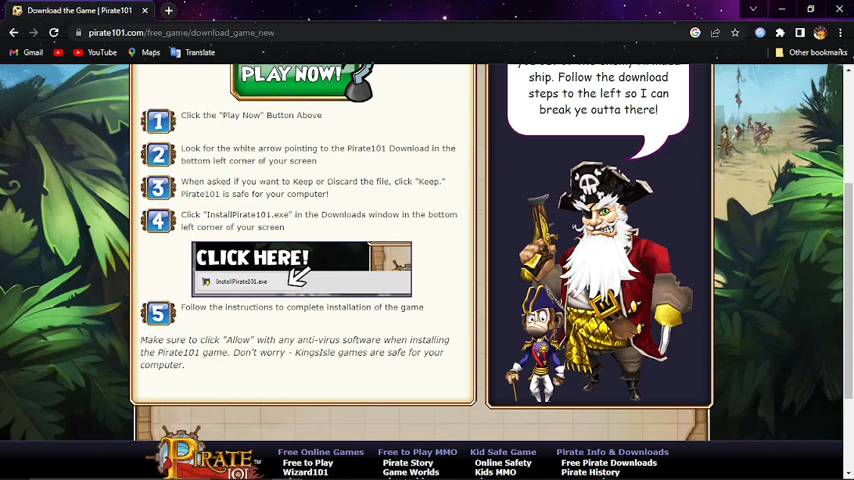 Download the Game | Pirate101
pirate101.com/free_game/download_game_new
Gmail YouTube Maps Translate Other bookmarks
PLAY NOW!
1 Click the "Play Now" Button Above
2 Look for the white arrow pointing to the Pirate101 Download in the
bottom left corner of your screen
3 When asked if you want to Keep or Discard the file, click "Keep."
Pirate101 is safe for your computer!
4 Click "InstallPirate101.exe" in the Downloads window in the bottom
left corner of your screen
CLICK HERE!
InstallPirate101.exe
5 Follow the instructions to complete installation of the game
Make sure to click "Allow" with any anti-virus software when installing
the Pirate101 game. Don't worry - KingsIsle games are safe for your
computer.
ship. Follow the download
steps to the left so I can
break ye outta there!
PIRATE
101
TM
Free Online Games
Free to Play
Wizard101
Free to Play MMO
Pirate Story
Game Worlds
Kid Safe Game
Online Safety
Kids MMO
Pirate Info & Downloads
Free Pirate Downloads
Pirate History